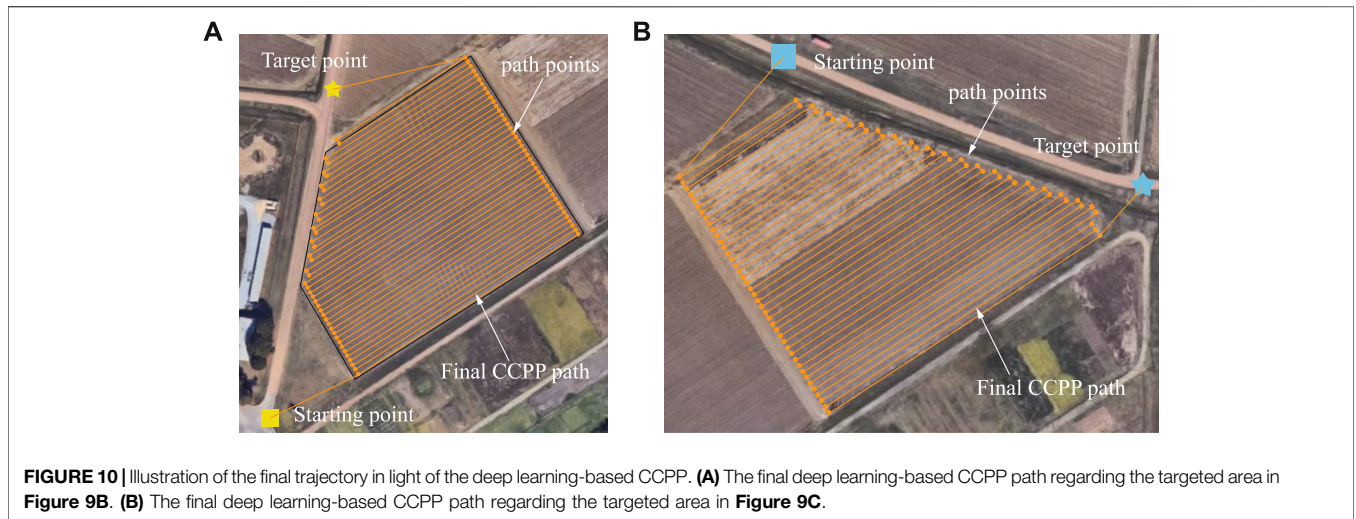 A
Target point
path points
Final CCPP path
Starting point
B
Starting point
path points
Target point
Final CCPP path
FIGURE 10 | Illustration of the final trajectory in light of the deep learning-based CCPP. (A) The final deep learning-based CCPP path regarding the targeted area in
Figure 9B. (B) The final deep learning-based CCPP path regarding the targeted area in Figure 9C.